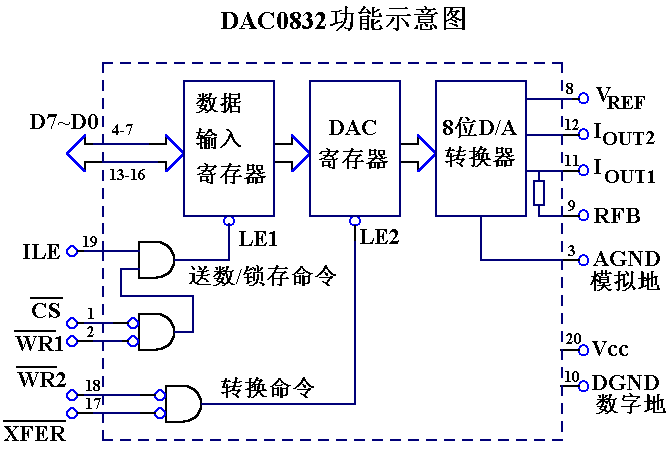 DAC0832功能示意图
D7~D0
4-7
13-16
数据
输入
寄存器
DAC
寄存器
8位D/A
转换器
8
VREF
12
IOUT2
11
IOUT1
9
RFB
3
AGND
模拟地
LE1
LE2
ILE
19
送数/锁存命令
CS
1
WR1
2
WR2
18
转换命令
XFER
17
20
Vcc
10
DGND
数字地